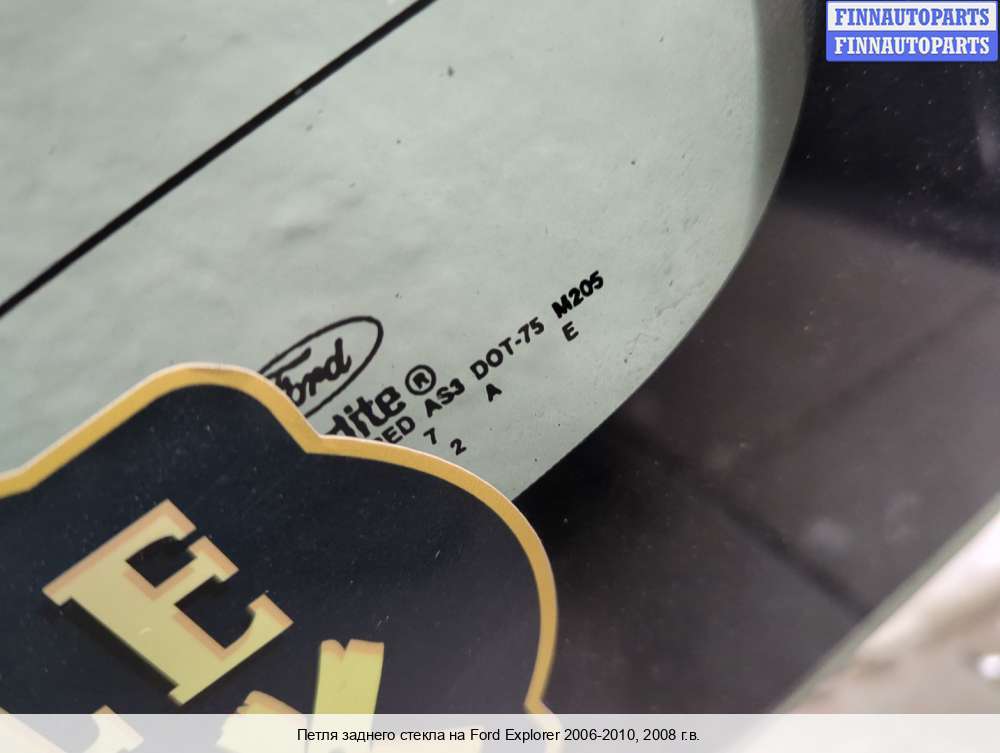 FINNAUTOPARTS
FINNAUTOPARTS
Ford
AS3 DOT-75 M205
7 2 A E
E
Петля заднего стекла на Ford Explorer 2006-2010, 2008 г.в.